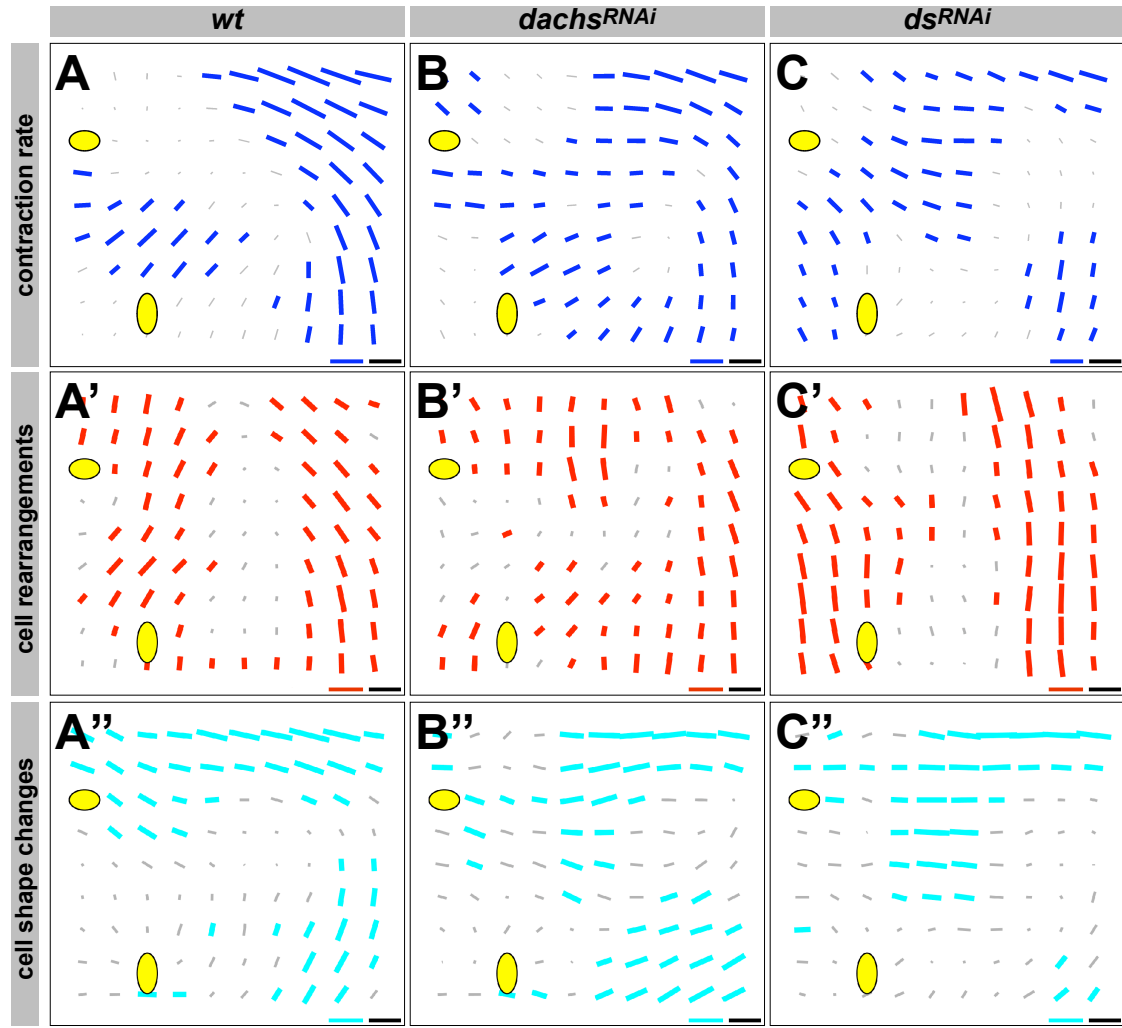 wt
dachsRNAi
dsRNAi
contraction rate
A
B
C
cell rearrangements
A’
B’
C’
cell shape changes
A’’
B’’
C’’